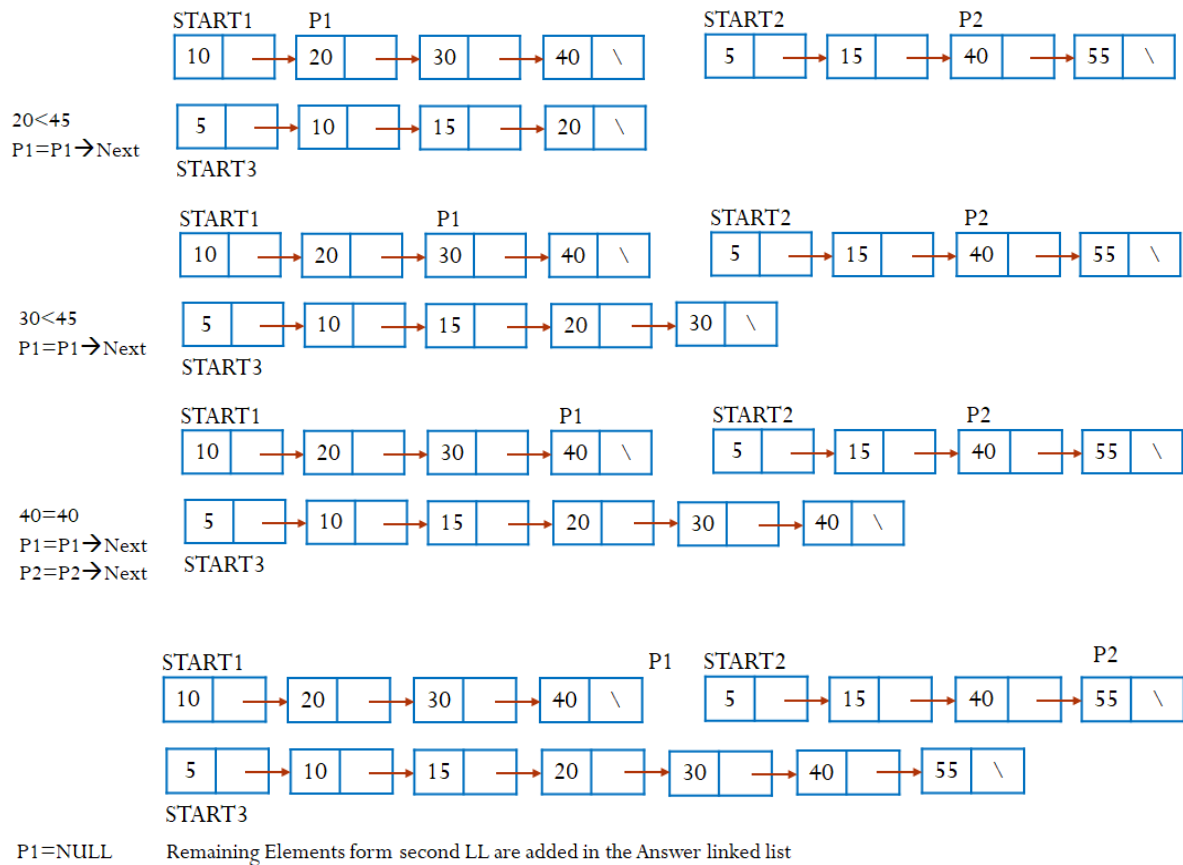 START1 P1 START2 P2
10 20 30 40 \ 5 15 40 55 \
20<45
P1=P1→Next
5 10 15 20 \
START3
START1 P1 START2 P2
10 20 30 40 \ 5 15 40 55 \
30<45
P1=P1→Next
5 10 15 20 30 \
START3
START1 P1 START2 P2
10 20 30 40 \ 5 15 40 55 \
40=40
P1=P1→Next
P2=P2→Next
5 10 15 20 30 40 \
START3
START1 P1 START2 P2
10 20 30 40 \ 5 15 40 55 \
5 10 15 20 30 40 55 \
START3
P1=NULL Remaining Elements form second LL are added in the Answer linked list